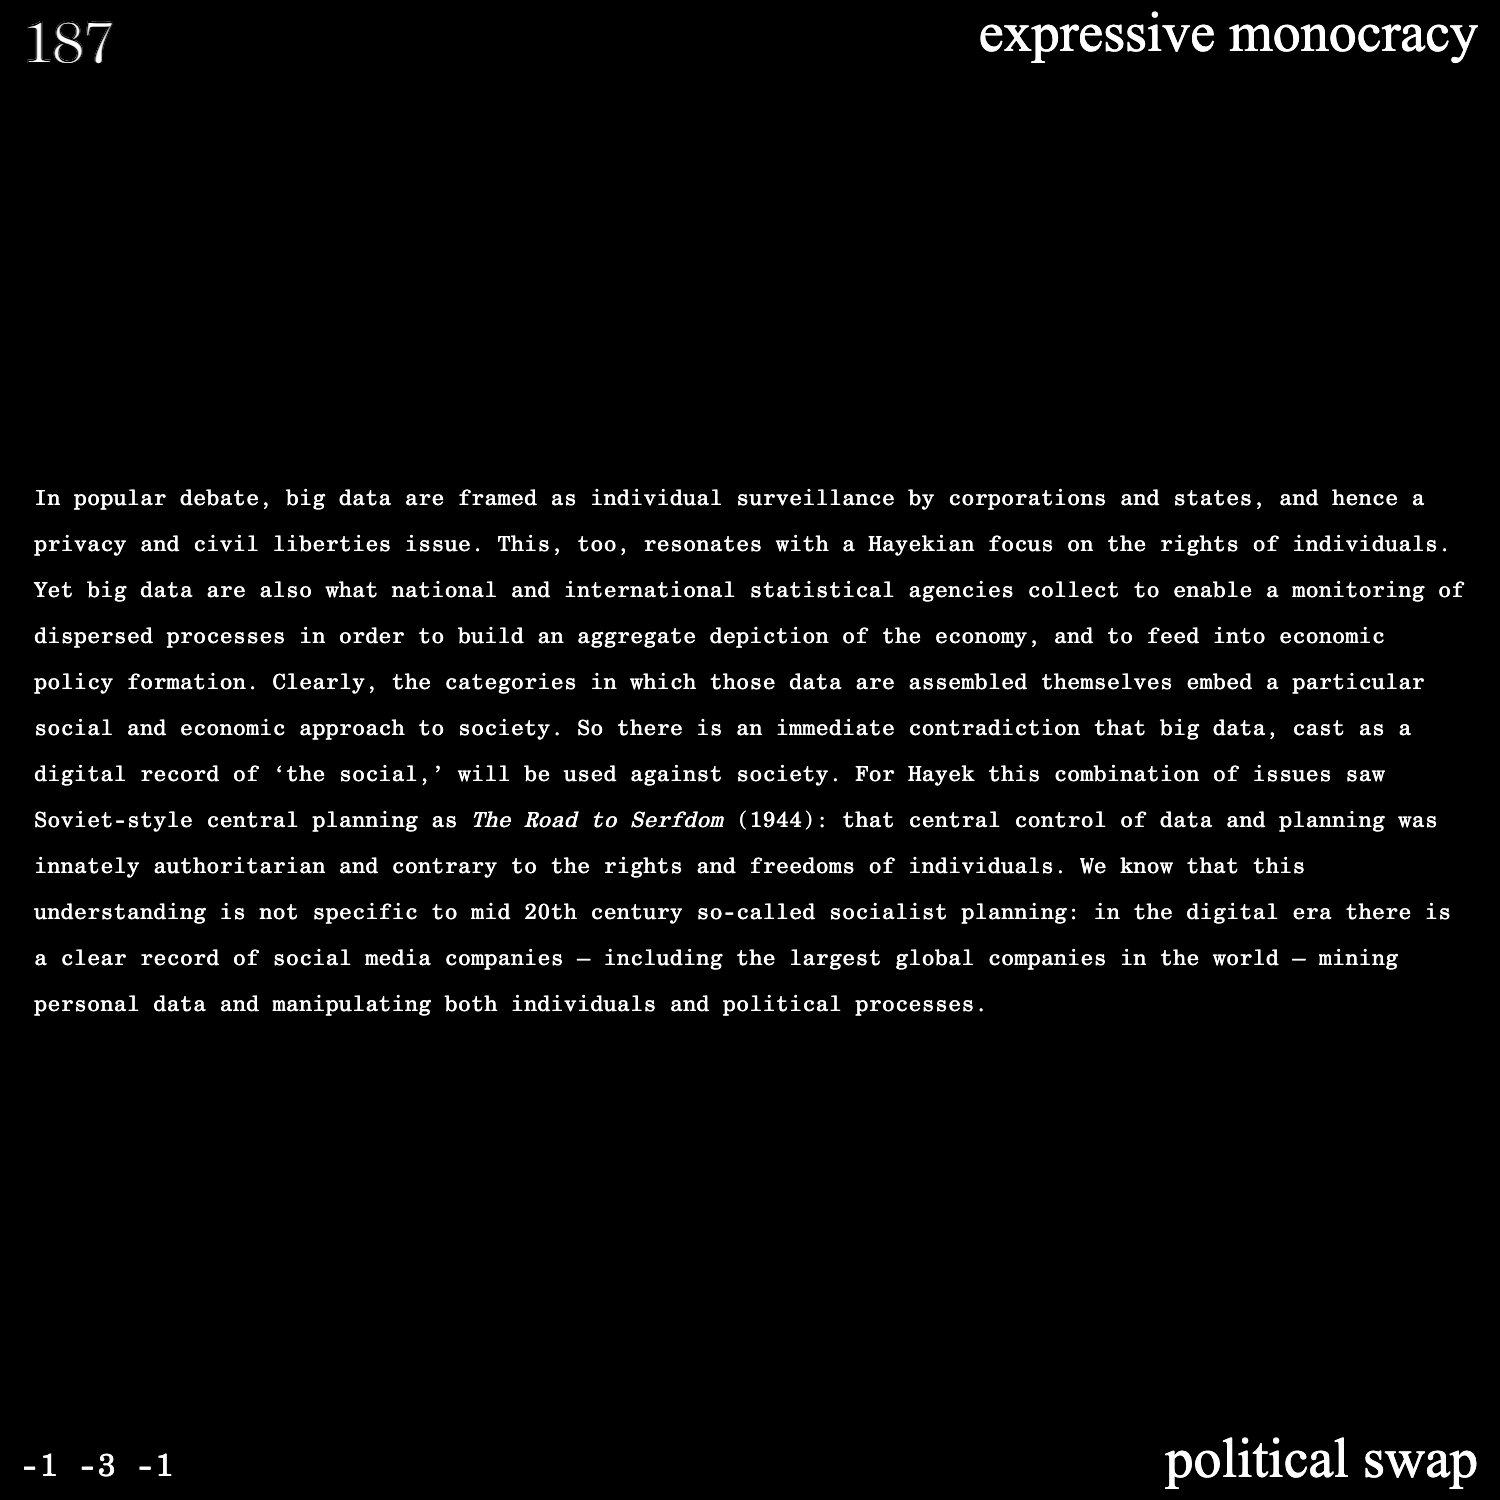 187
expressive monocracy
In popular debate, big data are framed as individual surveillance by corporations and states, and hence a
privacy and civil liberties issue. This, too, resonates with a Hayekian focus on the rights of individuals.
Yet big data are also what national and international statistical agencies collect to enable a monitoring of
dispersed processes in order to build an aggregate depiction of the economy, and to feed into economic
policy formation. Clearly, the categories in which those data are assembled themselves embed a particular
social and economic approach to society. So there is an immediate contradiction that big data, cast as a
digital record of ‘the social,’ will be used against society. For Hayek this combination of issues saw
Soviet-style central planning as The Road to Serfdom (1944): that central control of data and planning was
innately authoritarian and contrary to the rights and freedoms of individuals. We know that this
understanding is not specific to mid 20th century so-called socialist planning: in the digital era there is
a clear record of social media companies — including the largest global companies in the world — mining
personal data and manipulating both individuals and political processes.
-1 -3 -1
political swap